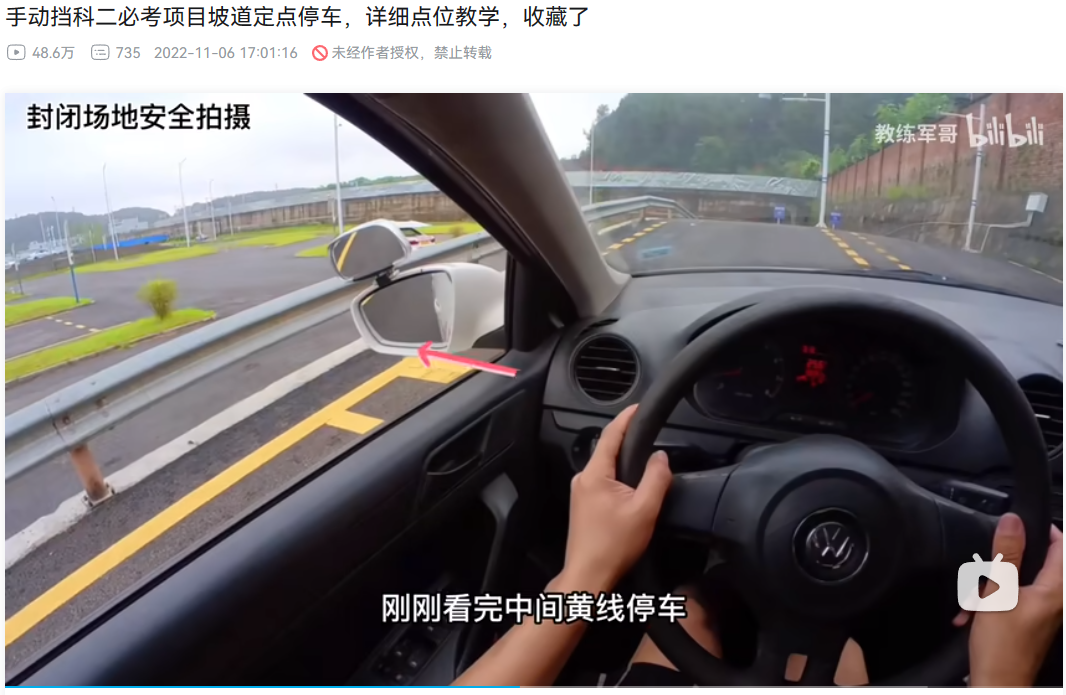 手动挡科二必考项目坡道定点停车，详细点位教学，收藏了
48.6万 735 2022-11-06 17:01:16 未经作者授权，禁止转载
封闭场地安全拍摄
教练军哥 bilibili
刚刚看完中间黄线停车